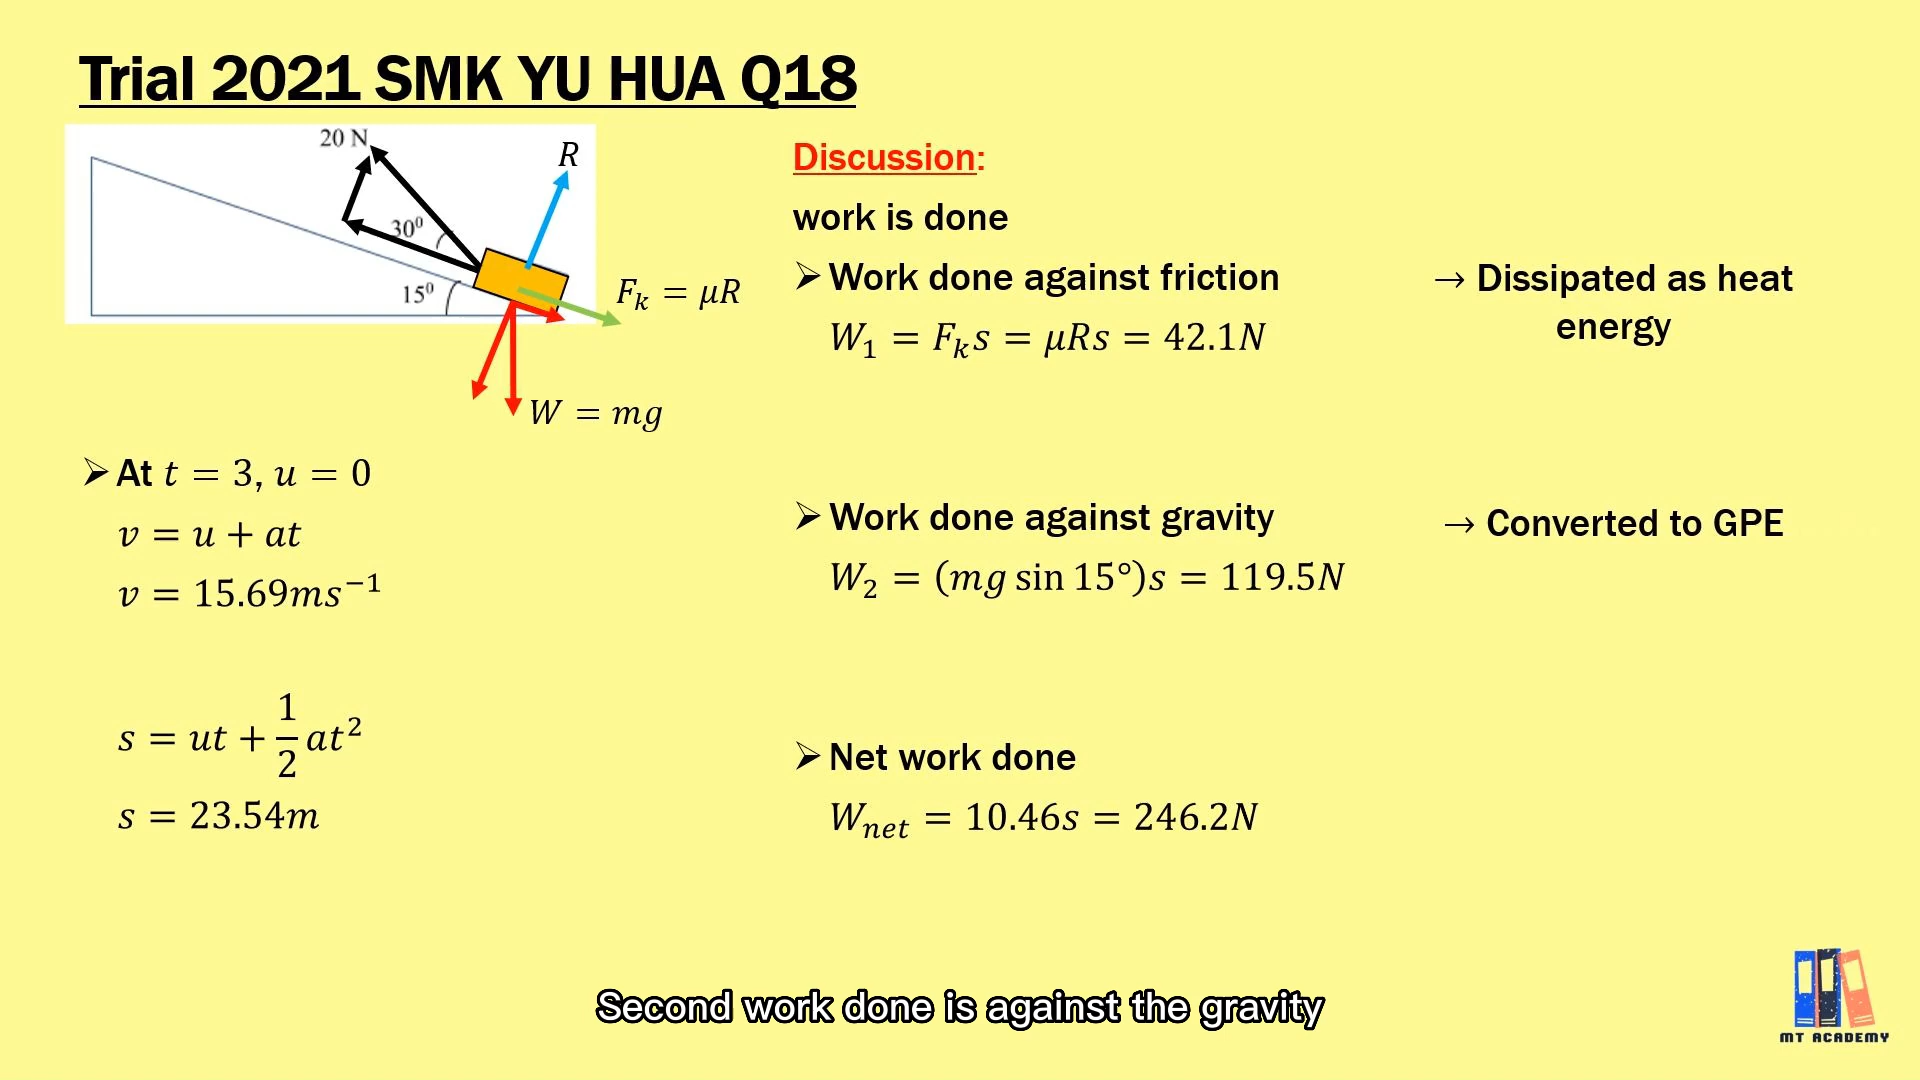 Trial 2021 SMK YU HUA Q18
20 N
R
30⁰
15⁰
F_k = μR
W = mg
➢ At t = 3, u = 0
v = u + at
v = 15.69ms⁻¹
s = ut + 1/2 at²
s = 23.54m
Discussion:
work is done
➢ Work done against friction
W₁ = F_k s = μRs = 42.1N
→ Dissipated as heat
energy
➢ Work done against gravity
W₂ = (mg sin 15°)s = 119.5N
→ Converted to GPE
➢ Net work done
W_net = 10.46s = 246.2N
Second work done is against the gravity
MT ACADEMY